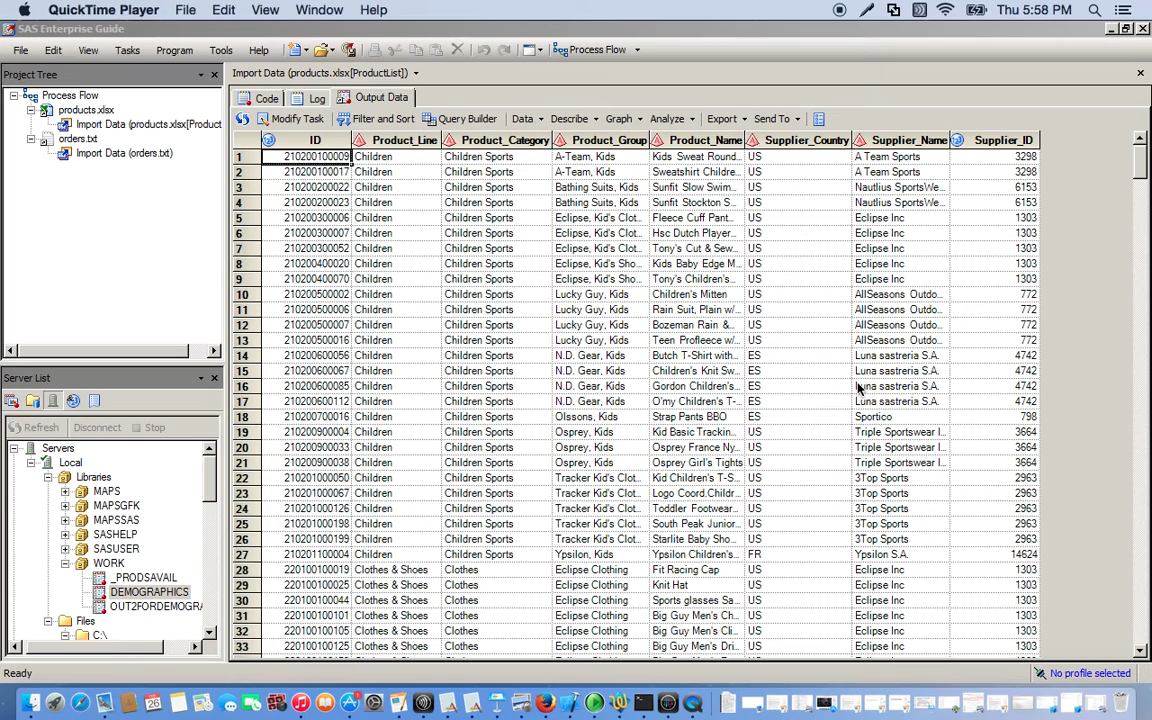 QuickTime Player File Edit View Window Help Thu 5:58 PM
SAS Enterprise Guide
File Edit View Tasks Program Tools Help Process Flow
Project Tree
Process Flow
products.xlsx
Import Data (products.xlsx[Product
orders.txt
Import Data (orders.txt)
Server List
Refresh Disconnect Stop
Servers
Local
Libraries
MAPS
MAPSGFK
MAPSSAS
SASHELP
SASUSER
WORK
_PRODSAVAIL
DEMOGRAPHICS
OUT2FORDEMOGRA
Files
C:\
Import Data (products.xlsx[ProductList])
Code Log Output Data
Modify Task Filter and Sort Query Builder Data Describe Graph Analyze Export Send To
ID Product_Line Product_Category Product_Group Product_Name Supplier_Country Supplier_Name Supplier_ID
1 210200100009 Children Children Sports A-Team, Kids Kids Sweat Round... US A Team Sports 3298
2 210200100017 Children Children Sports A-Team, Kids Sweatshirt Childre... US A Team Sports 3298
3 210200200022 Children Children Sports Bathing Suits, Kids Sunfit Slow Swim... US Nautlius SportsWe... 6153
4 210200200023 Children Children Sports Bathing Suits, Kids Sunfit Stockton S... US Nautlius SportsWe... 6153
5 210200300006 Children Children Sports Eclipse, Kid's Clot... Fleece Cuff Pant... US Eclipse Inc 1303
6 210200300007 Children Children Sports Eclipse, Kid's Clot... Hsc Dutch Player... US Eclipse Inc 1303
7 210200300052 Children Children Sports Eclipse, Kid's Clot... Tony's Cut & Sew... US Eclipse Inc 1303
8 210200400020 Children Children Sports Eclipse, Kid's Sho... Kids Baby Edge M... US Eclipse Inc 1303
9 210200400070 Children Children Sports Eclipse, Kid's Sho... Tony's Children's... US Eclipse Inc 1303
10 210200500002 Children Children Sports Lucky Guy, Kids Children's Mitten US AllSeasons Outdo... 772
11 210200500006 Children Children Sports Lucky Guy, Kids Rain Suit, Plain w/... US AllSeasons Outdo... 772
12 210200500007 Children Children Sports Lucky Guy, Kids Bozeman Rain &... US AllSeasons Outdo... 772
13 210200500016 Children Children Sports Lucky Guy, Kids Teen Profleece w/... US AllSeasons Outdo... 772
14 210200600056 Children Children Sports N.D. Gear, Kids Butch T-Shirt with... ES Luna sastreria S.A. 4742
15 210200600067 Children Children Sports N.D. Gear, Kids Children's Knit Sw... ES Luna sastreria S.A. 4742
16 210200600085 Children Children Sports N.D. Gear, Kids Gordon Children's... ES Luna sastreria S.A. 4742
17 210200600112 Children Children Sports N.D. Gear, Kids O'my Children's T-... ES Luna sastreria S.A. 4742
18 210200700016 Children Children Sports Olssons, Kids Strap Pants BBO ES Sportico 798
19 210200900004 Children Children Sports Osprey, Kids Kid Basic Trackin... US Triple Sportswear I... 3664
20 210200900033 Children Children Sports Osprey, Kids Osprey France Ny... US Triple Sportswear I... 3664
21 210200900038 Children Children Sports Osprey, Kids Osprey Girl's Tights US Triple Sportswear I... 3664
22 210201000050 Children Children Sports Tracker Kid's Clot... Kid Children's T-S... US 3Top Sports 2963
23 210201000067 Children Children Sports Tracker Kid's Clot... Logo Coord.Childr... US 3Top Sports 2963
24 210201000126 Children Children Sports Tracker Kid's Clot... Toddler Footwear... US 3Top Sports 2963
25 210201000198 Children Children Sports Tracker Kid's Clot... South Peak Junior... US 3Top Sports 2963
26 210201000199 Children Children Sports Tracker Kid's Clot... Starlite Baby Sho... US 3Top Sports 2963
27 210201100004 Children Children Sports Ypsilon, Kids Ypsilon Children's... FR Ypsilon S.A. 14624
28 220100100019 Clothes & Shoes Clothes Eclipse Clothing Fit Racing Cap US Eclipse Inc 1303
29 220100100025 Clothes & Shoes Clothes Eclipse Clothing Knit Hat US Eclipse Inc 1303
30 220100100044 Clothes & Shoes Clothes Eclipse Clothing Sports glasses Sa... US Eclipse Inc 1303
31 220100100101 Clothes & Shoes Clothes Eclipse Clothing Big Guy Men's Ch... US Eclipse Inc 1303
32 220100100105 Clothes & Shoes Clothes Eclipse Clothing Big Guy Men's Cl... US Eclipse Inc 1303
33 220100100125 Clothes & Shoes Clothes Eclipse Clothing Big Guy Men's Dri... US Eclipse Inc 1303
Ready No profile selected